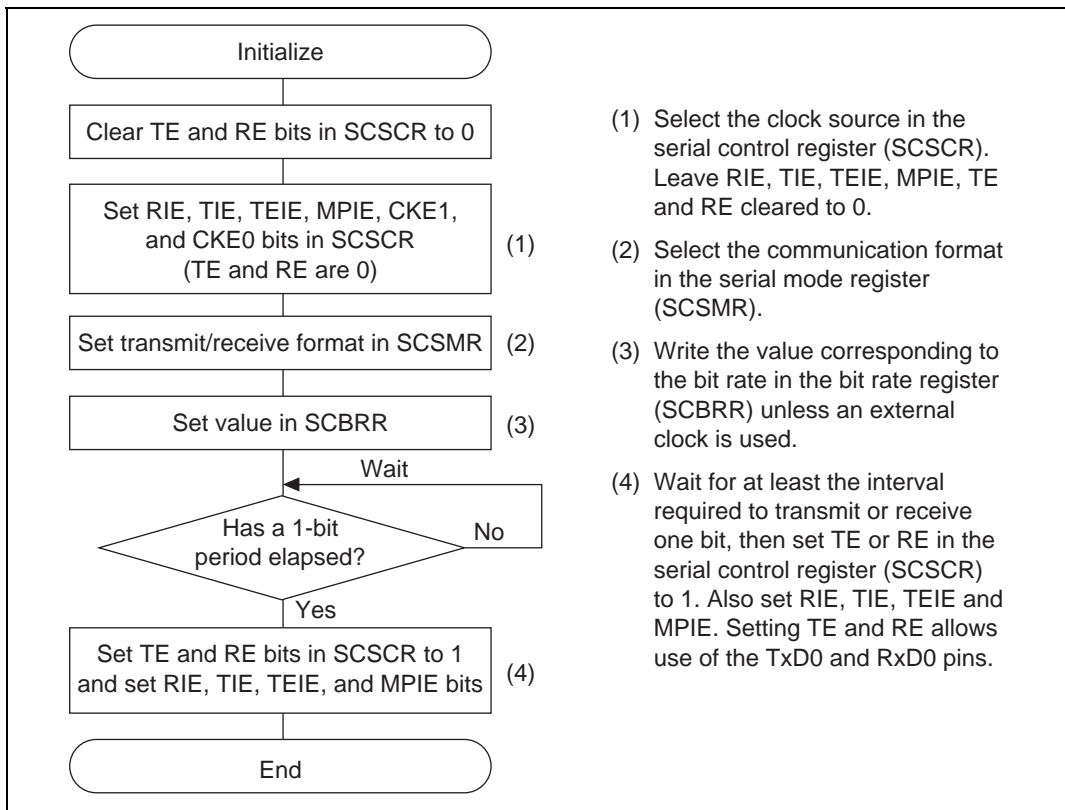 Initialize
Clear TE and RE bits in SCSCR to 0
Set RIE, TIE, TEIE, MPIE, CKE1,
and CKE0 bits in SCSCR
(TE and RE are 0)
(1)
Set transmit/receive format in SCSMR
(2)
Set value in SCBRR
(3)
Wait
Has a 1-bit
period elapsed?
No
Yes
Set TE and RE bits in SCSCR to 1
and set RIE, TIE, TEIE, and MPIE bits
(4)
End
(1) Select the clock source in the
serial control register (SCSCR).
Leave RIE, TIE, TEIE, MPIE, TE
and RE cleared to 0.
(2) Select the communication format
in the serial mode register
(SCSMR).
(3) Write the value corresponding to
the bit rate in the bit rate register
(SCBRR) unless an external
clock is used.
(4) Wait for at least the interval
required to transmit or receive
one bit, then set TE or RE in the
serial control register (SCSCR)
to 1. Also set RIE, TIE, TEIE and
MPIE. Setting TE and RE allows
use of the TxD0 and RxD0 pins.